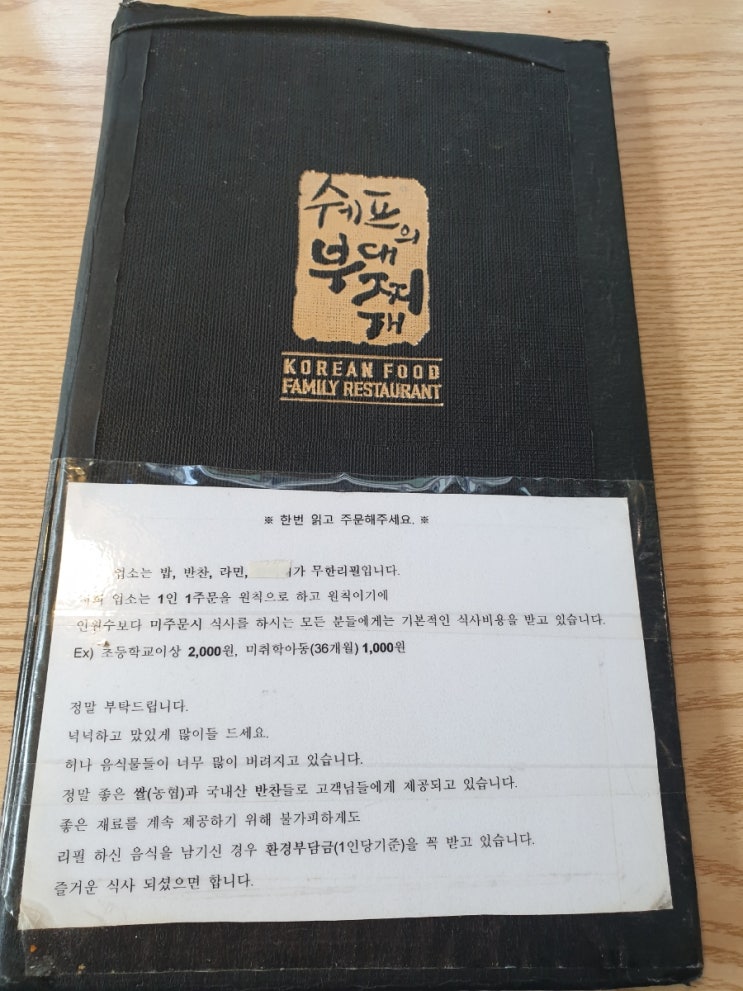 쉐프의
부대
찌개
KOREAN FOOD
FAMILY RESTAURANT
※ 한번 읽고 주문해주세요. ※
업소는 밥, 반찬, 라면, 가 무한리필입니다.
업소는 1인 1주문을 원칙으로 하고 원칙이기에
인원수보다 미주문시 식사를 하시는 모든 분들에게는 기본적인 식사비용을 받고 있습니다.
Ex) 초등학교이상 2,000원, 미취학아동(36개월) 1,000원
정말 부탁드립니다.
넉넉하고 맜있게 많이들 드세요.
허나 음식물들이 너무 많이 버려지고 있습니다.
정말 좋은 쌀(농협)과 국내산 반찬들로 고객님들에게 제공되고 있습니다.
좋은 재료를 계속 제공하기 위해 불가피하게도
리필 하신 음식을 남기신 경우 환경부담금(1인당기준)을 꼭 받고 있습니다.
즐거운 식사 되셨으면 합니다.